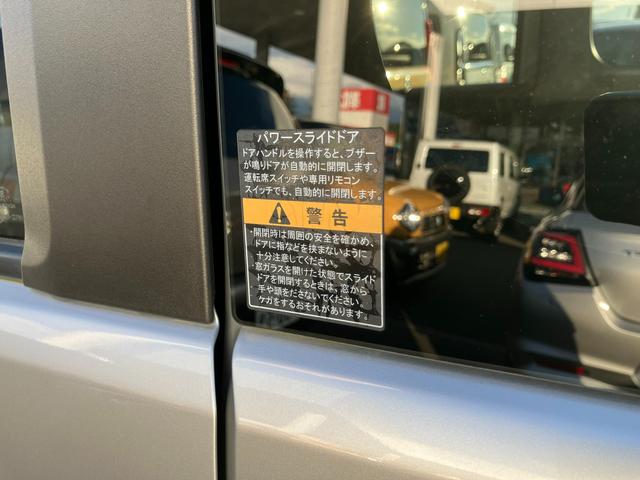 パワースライドドア
ドアハンドルを操作すると、ブザー
が鳴りドアが自動的に開閉します。
運転席スイッチや専用リモコン
スイッチでも、自動的に開閉します。
警告
・開閉時は周囲の安全を確かめ、
ドアに指などを挟まないように
十分注意してください。
・窓ガラスを開けた状態でスライド
ドアを開閉するときは、窓から
手や頭をださないでください。
ケガをするおそれがあります。